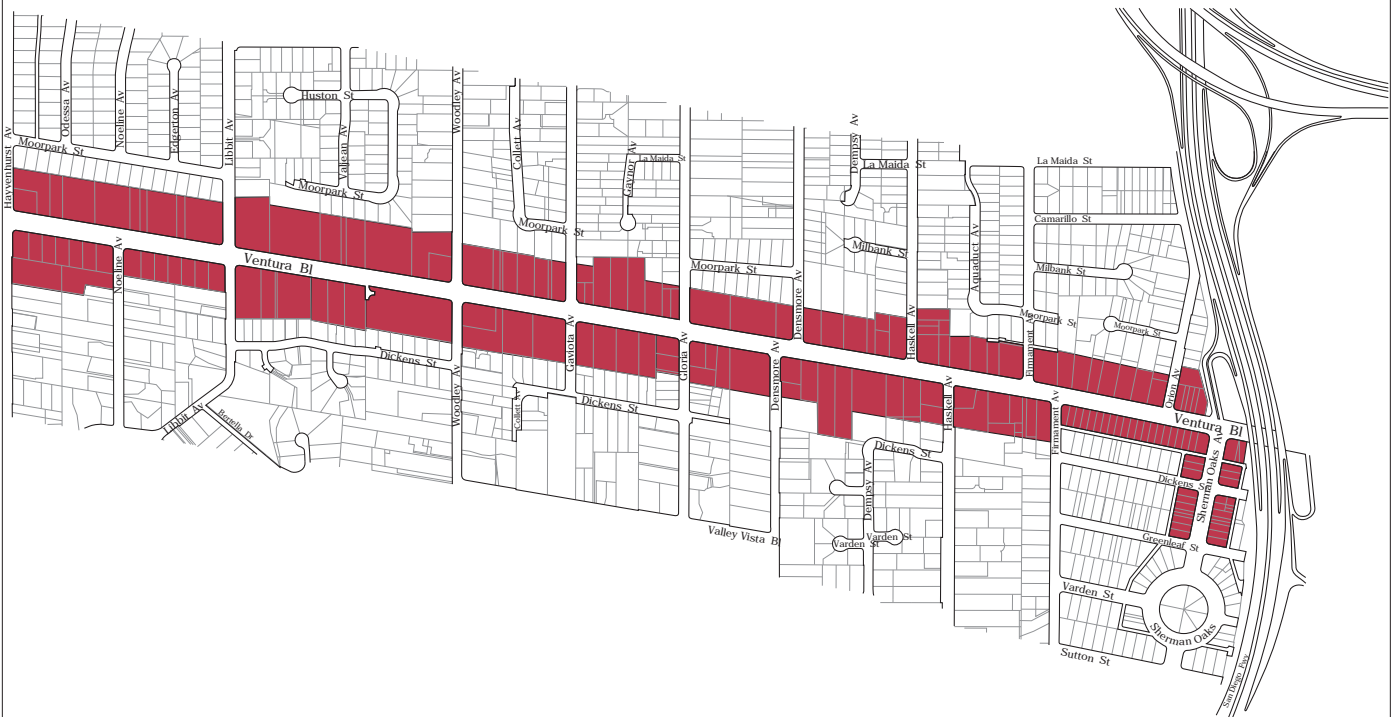 Hayvenhurst Av
Odessa Av
Noeline Av
Edgerton Av
Libbit Av
Moorpark St
Huston St
Valjean Av
Moorpark St
Woodley Av
Collett Av
Moorpark St
Gaynor Av
La Maida St
Moorpark St
Dempsy Av
La Maida St
Milbank St
Aquaduct Av
La Maida St
Camarillo St
Milbank St
Moorpark St
Moorpark St
Noeline Av
Ventura Bl
Densmore Av
Haskell Av
Firmament Av
Orion Av
Gaviota Av
Gloria Av
Densmore Av
Dickens St
Woodley Av
Collett Av
Dickens St
Haskell Av
Firmament Av
Ventura Bl
Libbit Av
Bertella Dr
Dickens St
Dempsy Av
Dickens St
Sherman Oaks Av
Valley Vista Bl
Varden St
Varden St
Greenleaf St
Varden St
Sherman Oaks
Sutton St
San Diego Fwy